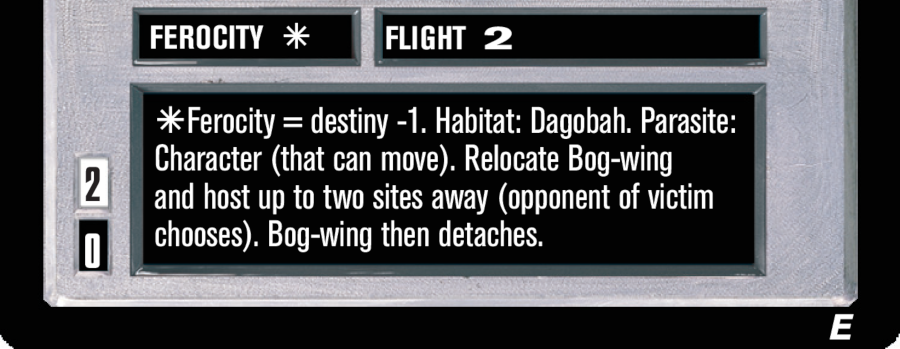 FEROCITY ✳ FLIGHT 2
✳Ferocity = destiny -1. Habitat: Dagobah. Parasite:
Character (that can move). Relocate Bog-wing
and host up to two sites away (opponent of victim
chooses). Bog-wing then detaches.
2
0
E